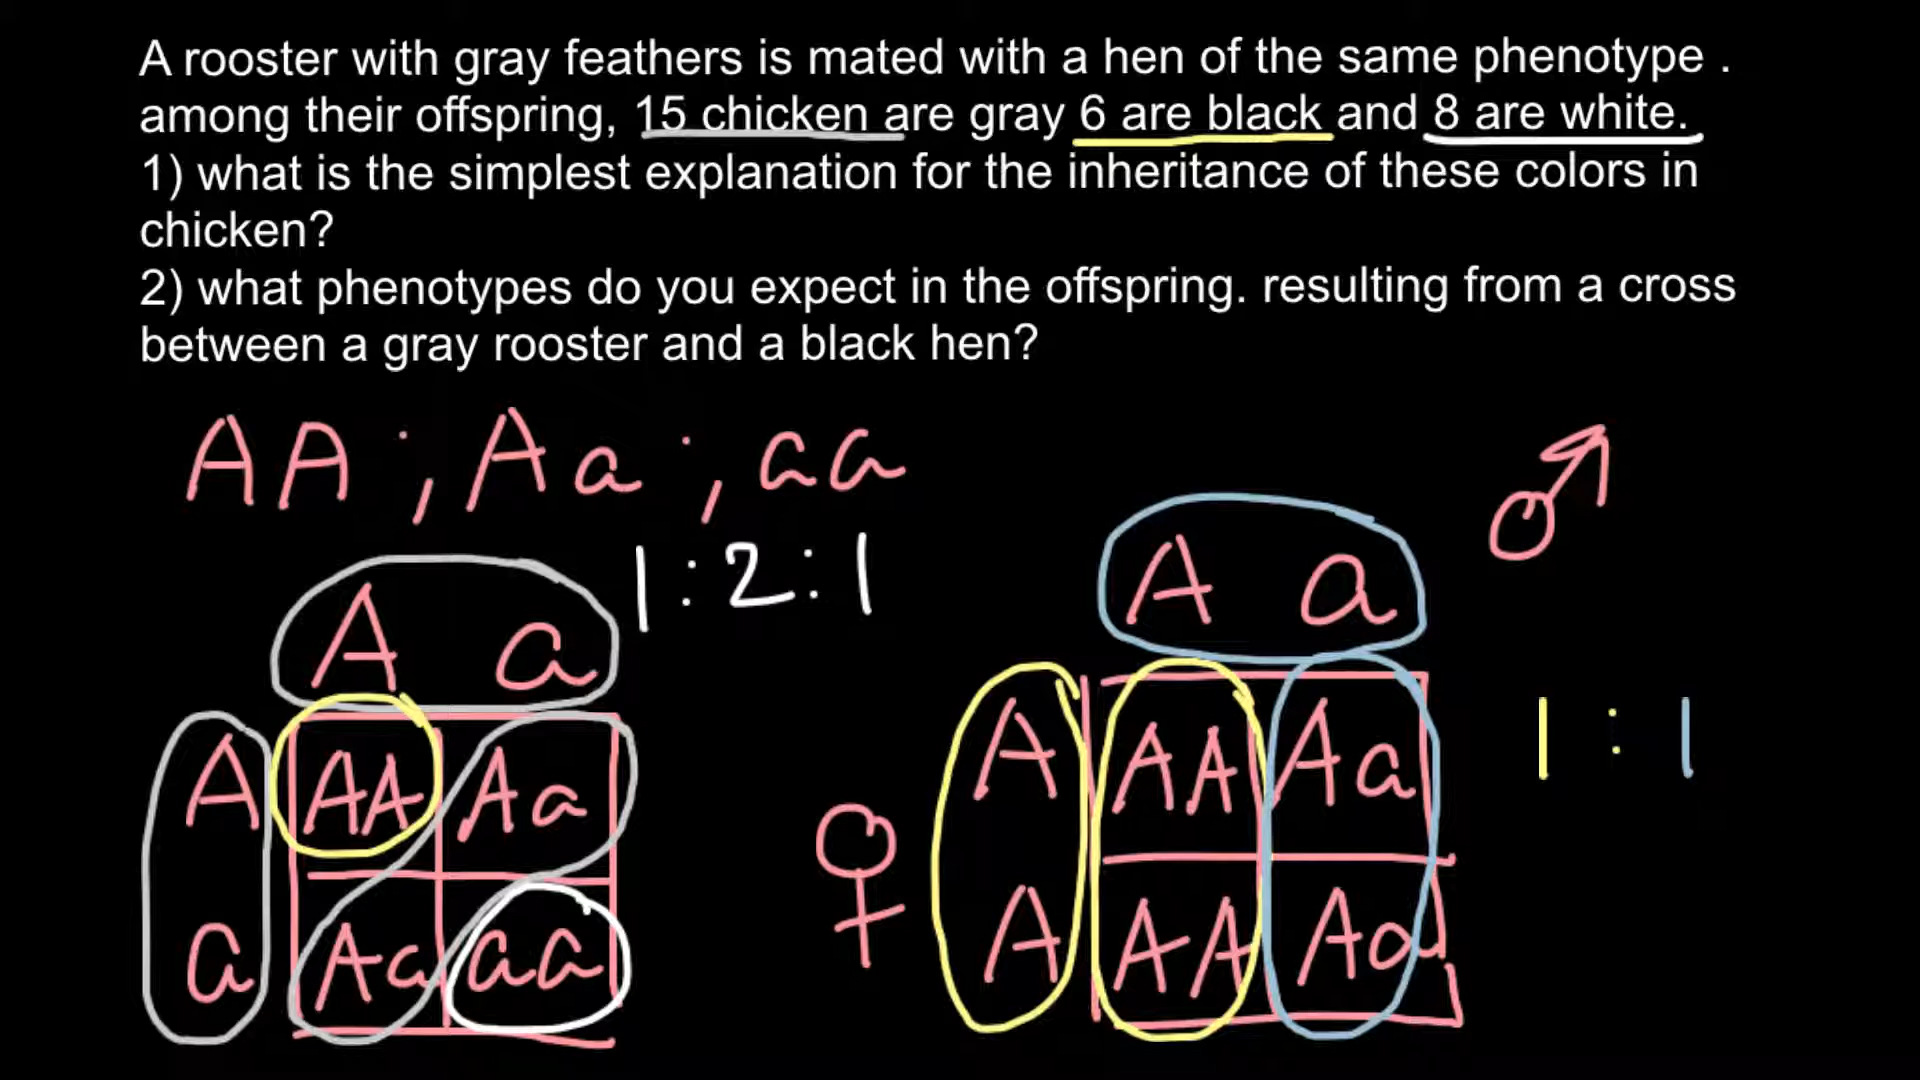 A rooster with gray feathers is mated with a hen of the same phenotype .
among their offspring, 15 chicken are gray 6 are black and 8 are white.
1) what is the simplest explanation for the inheritance of these colors in
chicken?
2) what phenotypes do you expect in the offspring. resulting from a cross
between a gray rooster and a black hen?
AA ; Aa ; aa
1 : 2 : 1
A a
A AA Aa
a Aa aa
A a
A AA Aa
A AA Aa
1 : 1